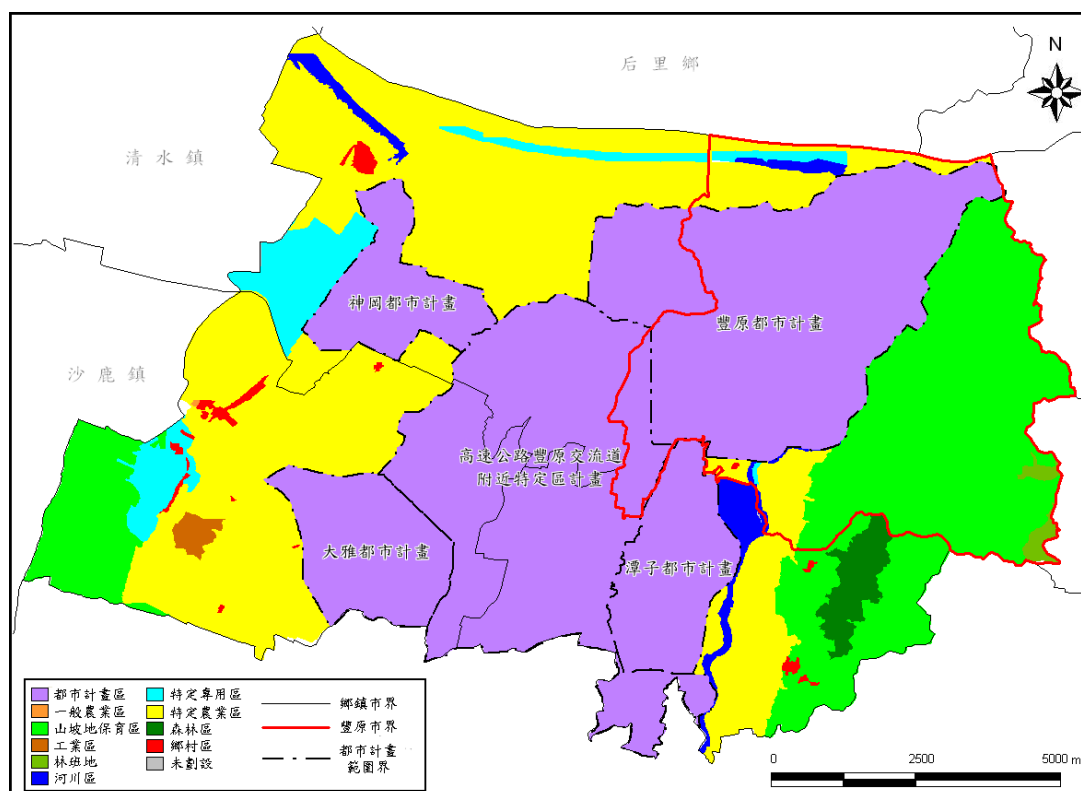 后里鄉
N
清水鎮
神岡都市計畫
豐原都市計畫
沙鹿鎮
高速公路豐原交流道
附近特定區計畫
大雅都市計畫
潭子都市計畫
都市計畫區
一般農業區
山坡地保育區
工業區
林班地
河川區
特定專用區
特定農業區
森林區
鄉村區
未劃設
鄉鎮市界
豐原市界
都市計畫
範圍界
0 2500 5000 m